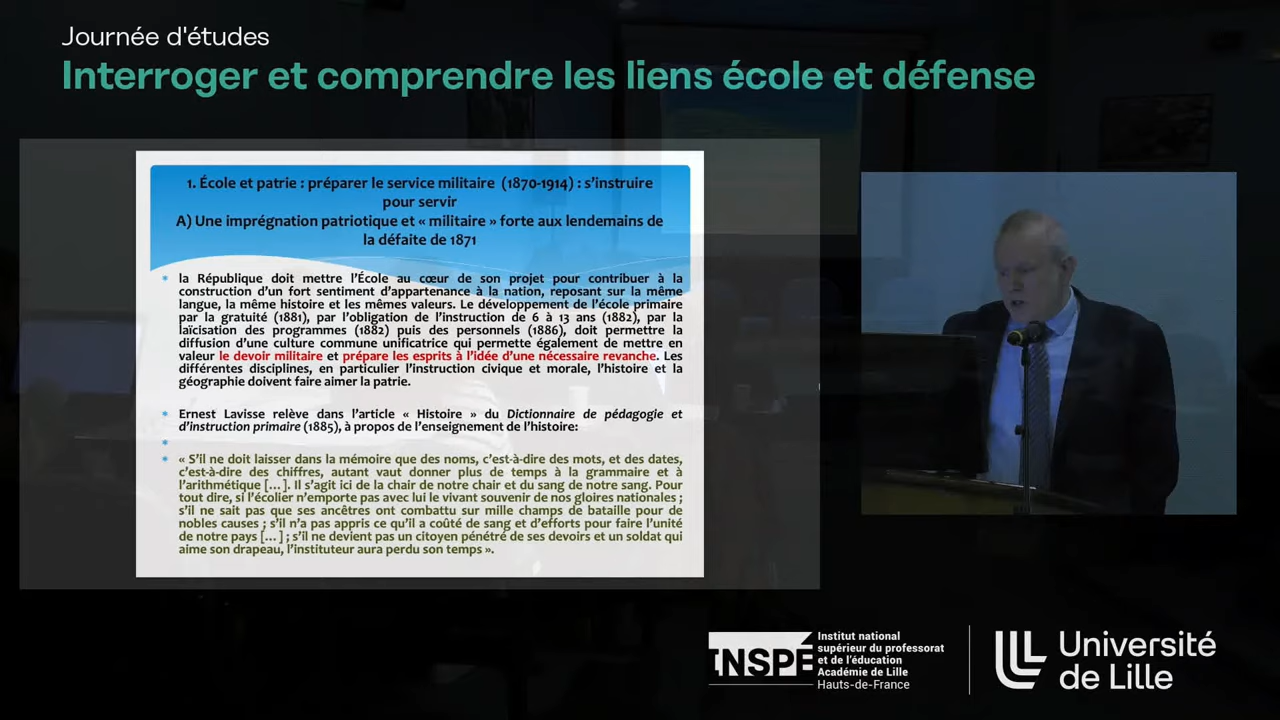 Journée d'études
Interroger et comprendre les liens école et défense
1. École et patrie : préparer le service militaire (1870-1914) : s'instruire
pour servir
A) Une imprégnation patriotique et « militaire » forte aux lendemains de
la défaite de 1871
la République doit mettre l'École au cœur de son projet pour contribuer à la
construction d'un fort sentiment d'appartenance à la nation, reposant sur la même
langue, la même histoire et les mêmes valeurs. Le développement de l'école primaire
par la gratuité (1881), par l'obligation de l'instruction de 6 à 13 ans (1882), par la
laïcisation des programmes (1882) puis des personnels (1886), doit permettre la
diffusion d'une culture commune unificatrice qui permette également de mettre en
valeur le devoir militaire et prépare les esprits à l'idée d'une nécessaire revanche. Les
différentes disciplines, en particulier l'instruction civique et morale, l'histoire et la
géographie doivent faire aimer la patrie.
Ernest Lavisse relève dans l'article « Histoire » du Dictionnaire de pédagogie et
d'instruction primaire (1885), à propos de l'enseignement de l'histoire:
« S'il ne doit laisser dans la mémoire que des noms, c'est-à-dire des mots, et des dates,
c'est-à-dire des chiffres, autant vaut donner plus de temps à la grammaire et à
l'arithmétique [...]. Il s'agit ici de la chair de notre chair et du sang de notre sang. Pour
tout dire, si l'écolier n'emporte pas avec lui le vivant souvenir de nos gloires nationales ;
s'il ne sait pas que ses ancêtres ont combattu sur mille champs de bataille pour de
nobles causes ; s'il n'a pas appris ce qu'il a coûté de sang et d'efforts pour faire l'unité
de notre pays [...] ; s'il ne devient pas un citoyen pénétré de ses devoirs et un soldat qui
aime son drapeau, l'instituteur aura perdu son temps ».
INSPÉ
Institut national
supérieur du professorat
et de l'éducation
Académie de Lille
Hauts-de-France
Université
de Lille